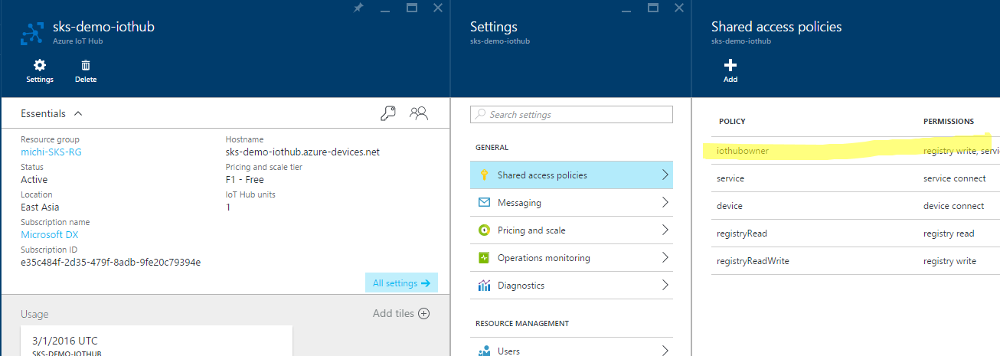 sks-demo-iothub
Azure IoT Hub
Settings
Delete
Essentials
Resource group
michi-SKS-RG
Status
Active
Location
East Asia
Subscription name
Microsoft DX
Subscription ID
e35c484f-2d35-479f-8adb-9fe20c79394e
Hostname
sks-demo-iothub.azure-devices.net
Pricing and scale tier
F1 - Free
IoT Hub units
1
All settings
Usage
Add tiles
3/1/2016 UTC
SKS-DEMO-IOTHUB
Settings
sks-demo-iothub
Search settings
GENERAL
Shared access policies
Messaging
Pricing and scale
Operations monitoring
Diagnostics
RESOURCE MANAGEMENT
Users
Shared access policies
sks-demo-iothub
Add
POLICY PERMISSIONS
iothubowner registry write, servic
service service connect
device device connect
registryRead registry read
registryReadWrite registry write